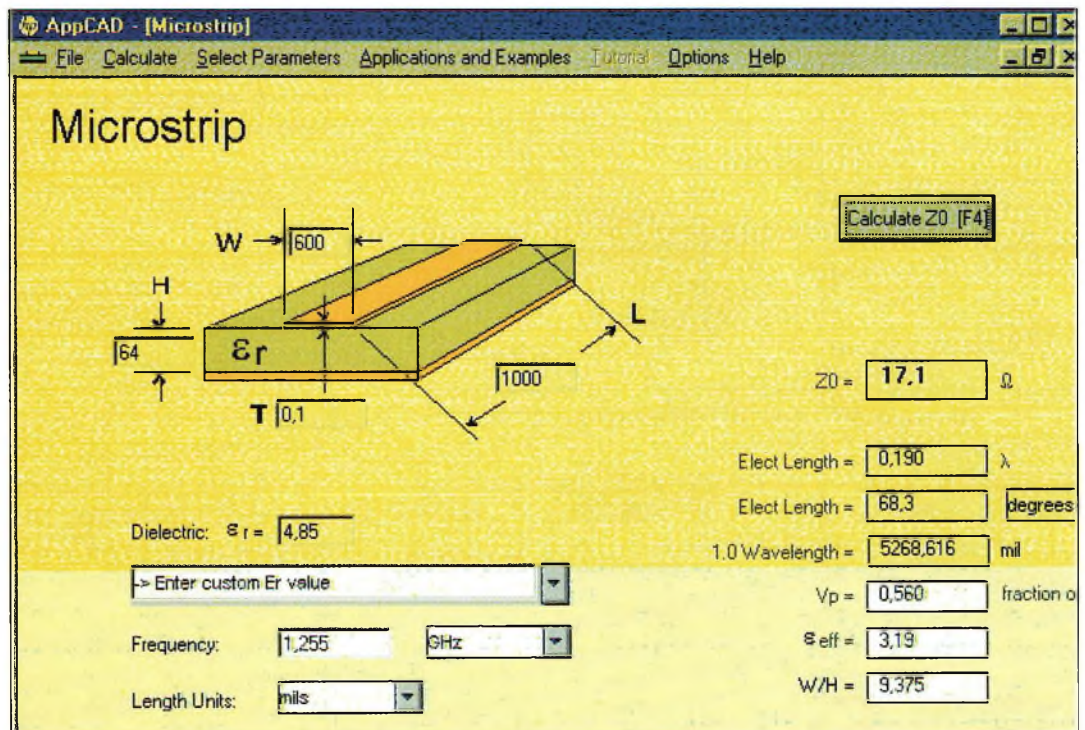 hp AppCAD - [Microstrip]
File Calculate Select Parameters Applications and Examples Tutorial Options Help
Microstrip
Calculate Z0 [F4]
W 600
H
64
εr
L
1000
T 0,1
Z0 = 17,1 Ω
Elect Length = 0,190 λ
Elect Length = 68,3 degrees
Dielectric: εr = 4,85
1.0 Wavelength = 5268,616 mil
-> Enter custom Er value
Vp = 0,560 fraction o
Frequency: 1,255 GHz
εeff = 3,19
Length Units: mils
W/H = 9,375